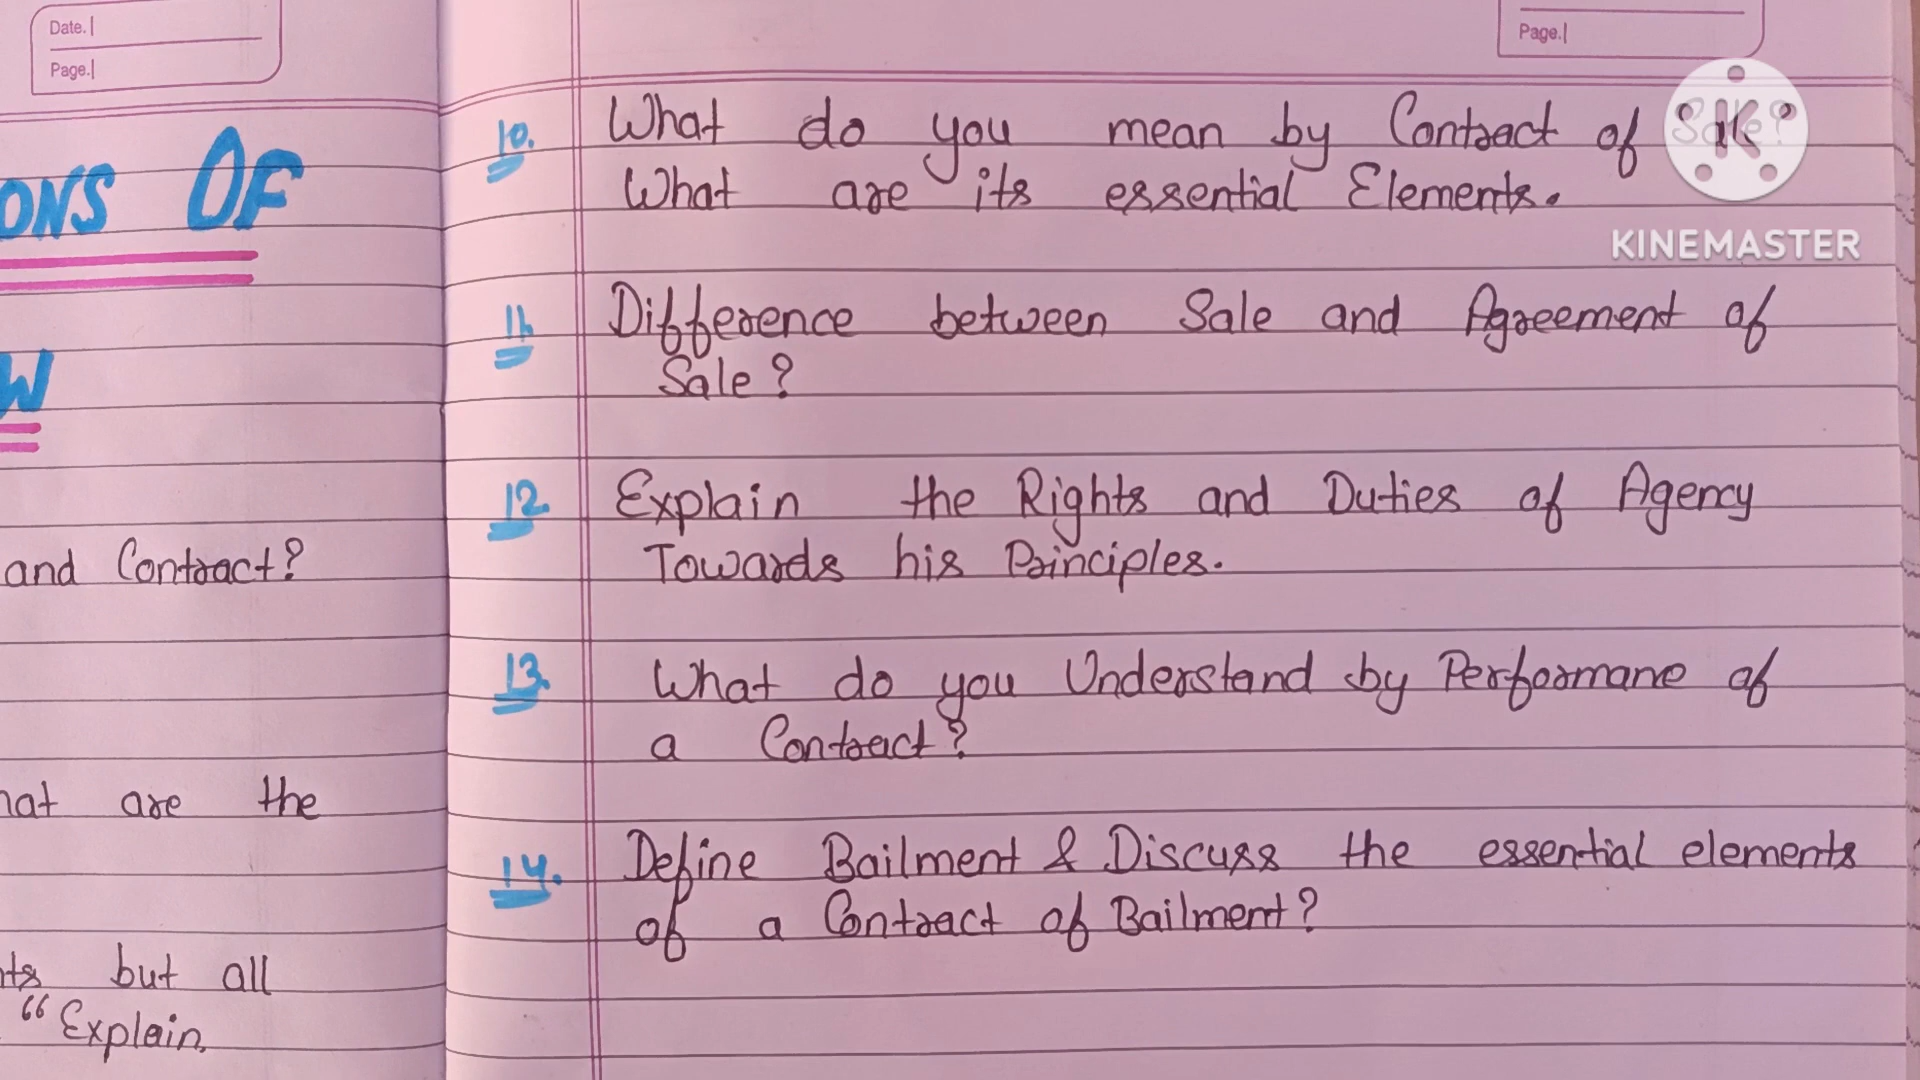 Date.
Page.
ONS OF
W
and Contract?
hat are the
nts but all
"Explain
Page.
10. What do you mean by Contract of Sale?
What are its essential Elements.
11. Difference between Sale and Agreement of
Sale?
12. Explain the Rights and Duties of Agency
Towards his Principles.
13. What do you Understand by Performane of
a Contract?
14. Define Bailment & Discuss the essential elements
of a Contract of Bailment?
K
KINEMASTER